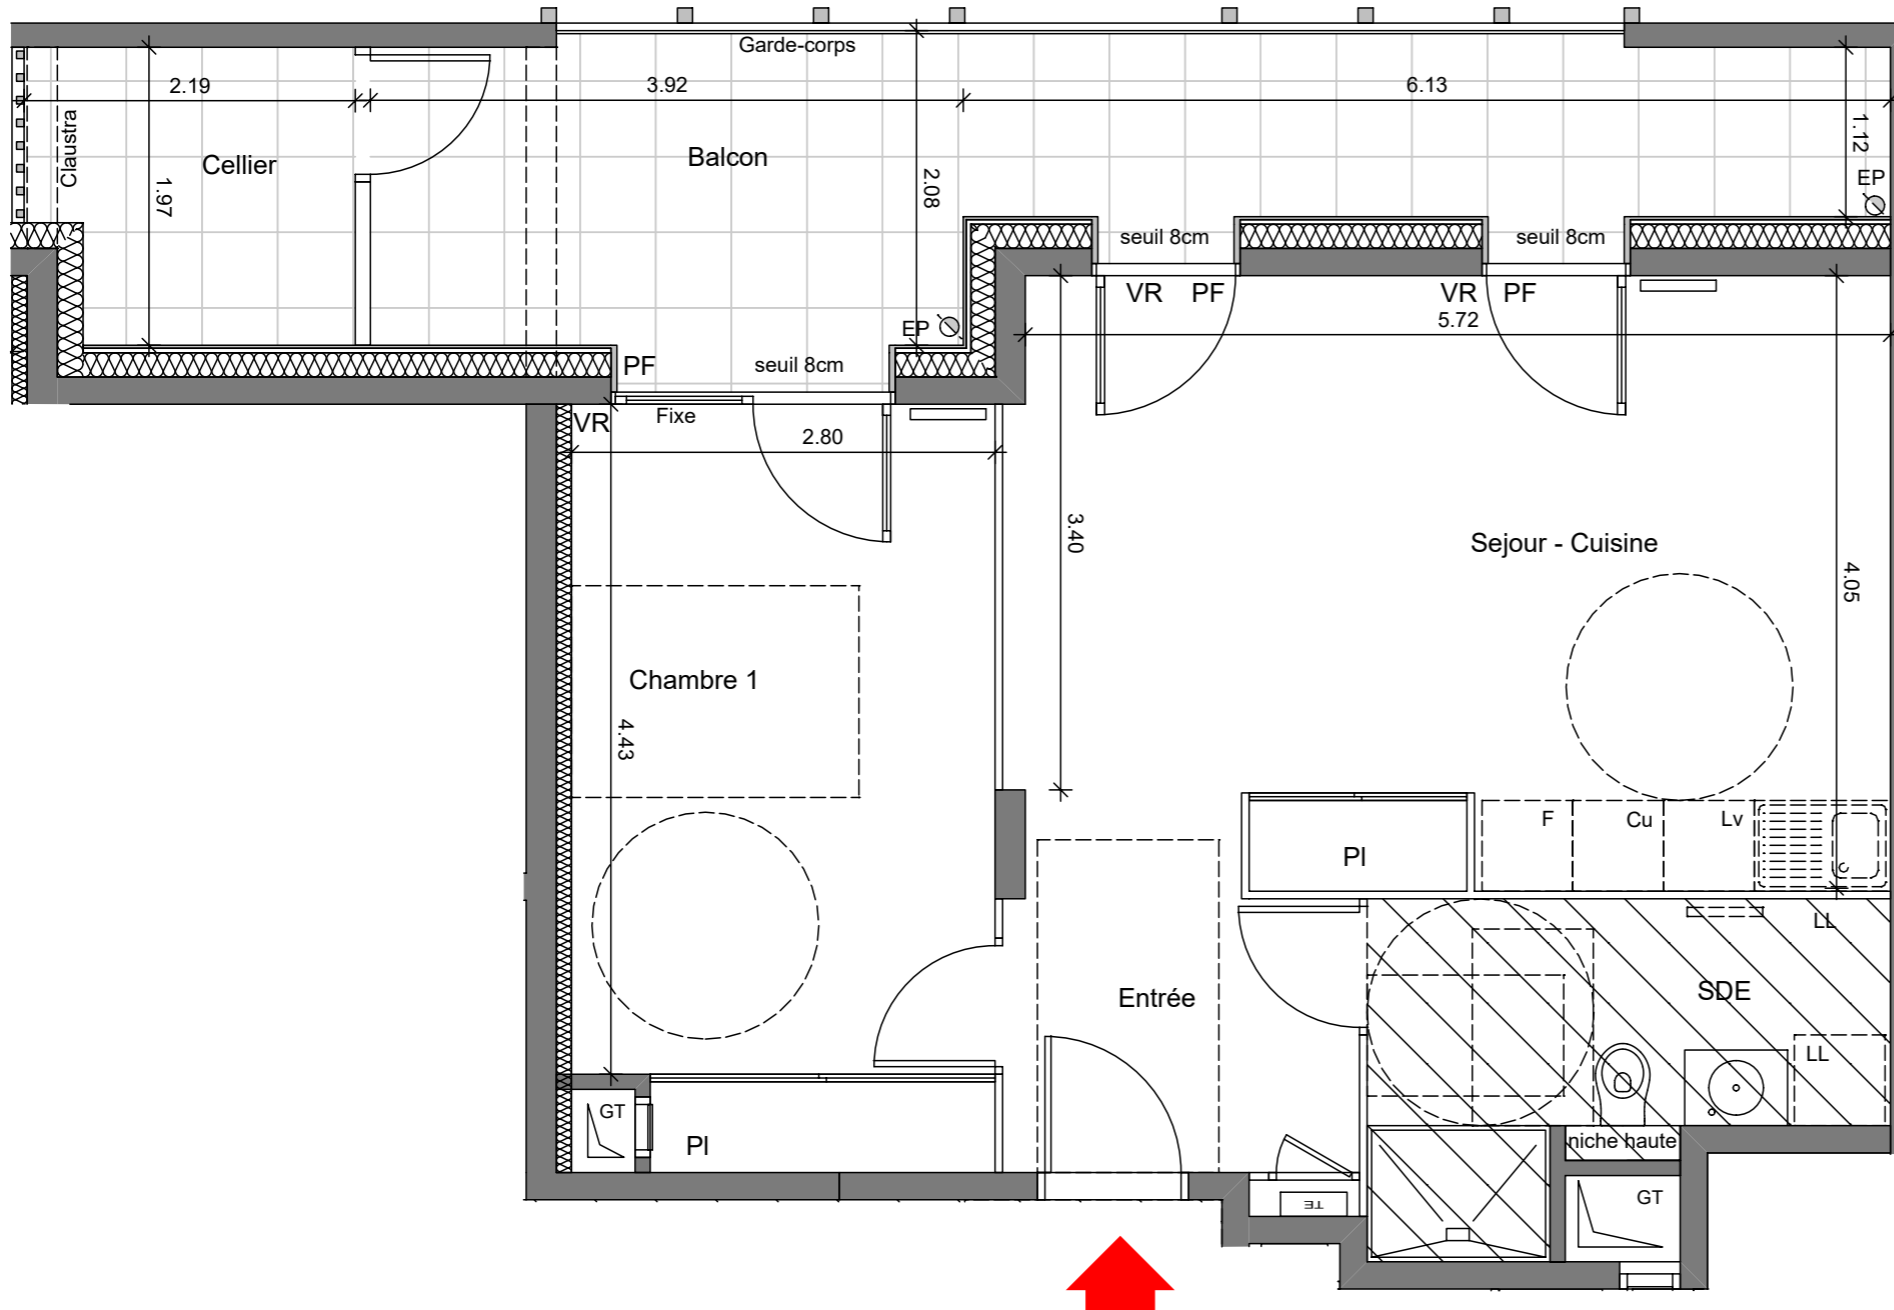 Garde-corps
2.19
3.92
6.13
Claustra
Cellier
1.97
Balcon
2.08
1.12
EP
seuil 8cm
seuil 8cm
VR PF
VR PF
5.72
EP
PF
seuil 8cm
VR
Fixe
2.80
3.40
Sejour - Cuisine
4.05
Chambre 1
4.43
F
Cu
Lv
Pl
LL
SDE
Entrée
LL
GT
Pl
niche haute
GT
TE